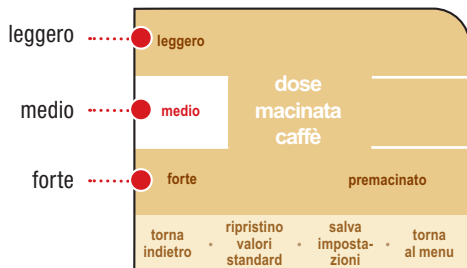 leggero
leggero
dose
macinata
caffè
medio
medio
forte
forte
premacinato
torna
indietro
ripristino
valori
standard
salva
imposta-
zioni
torna
al menu